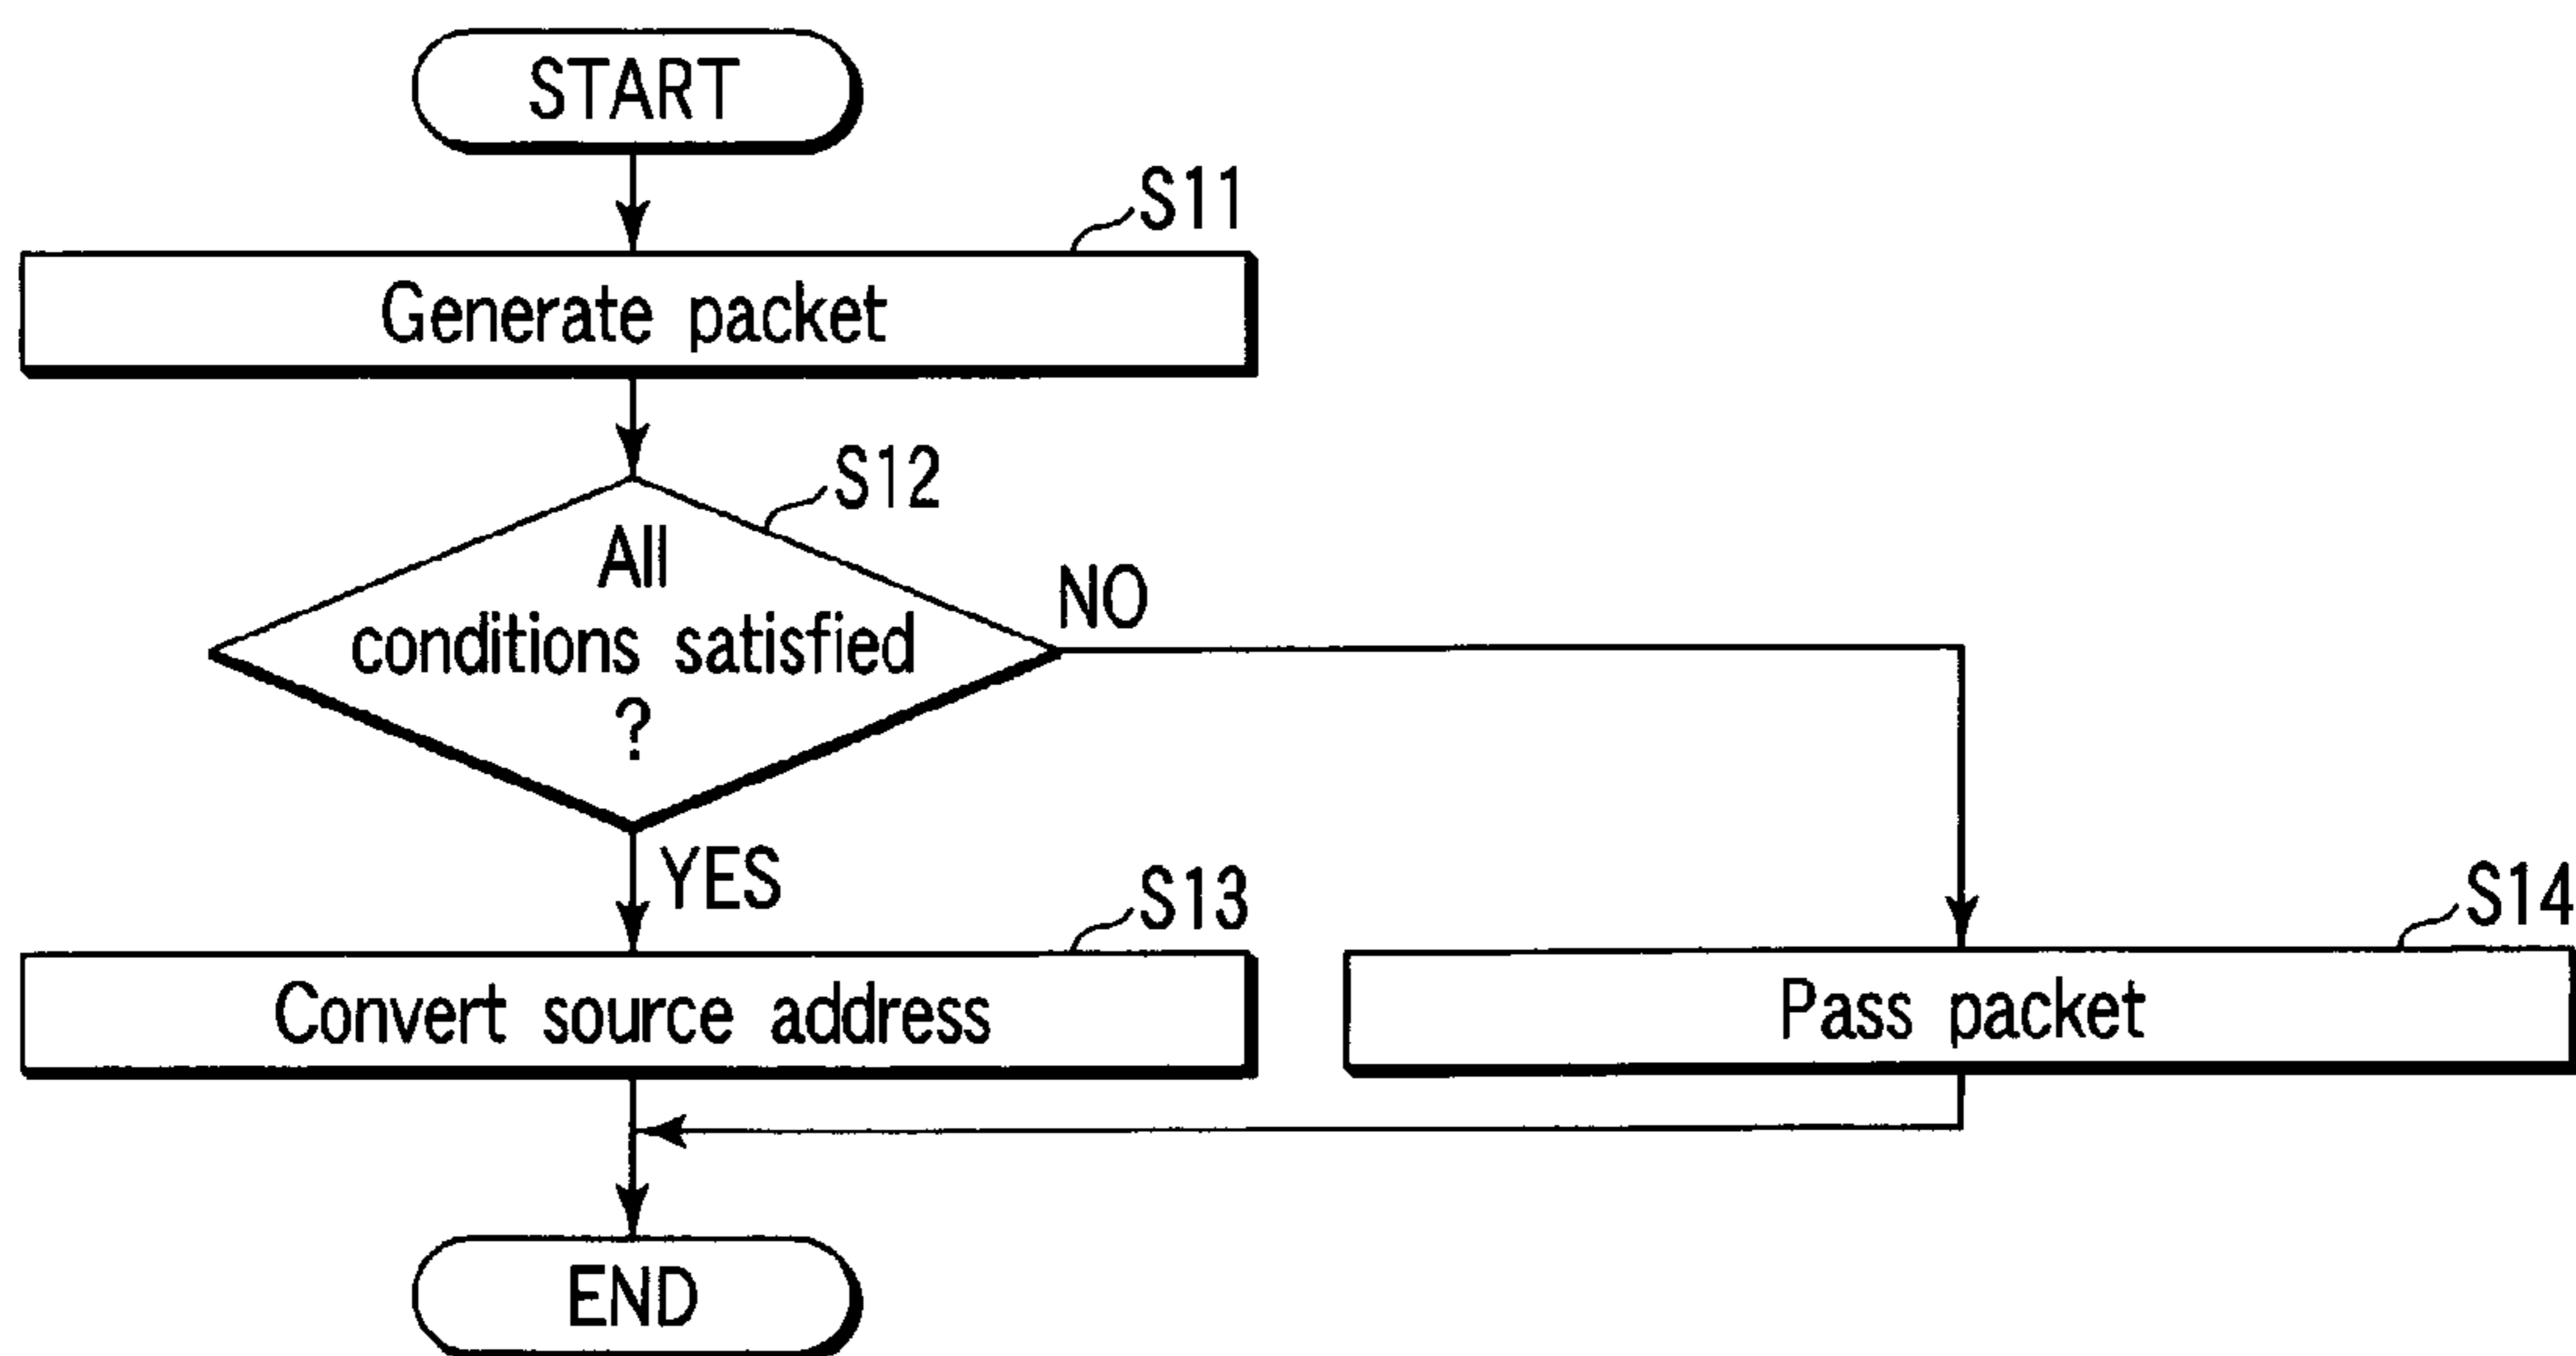 START
S11
Generate packet
S12
All
conditions satisfied
?
NO
YES
S13
Convert source address
S14
Pass packet
END